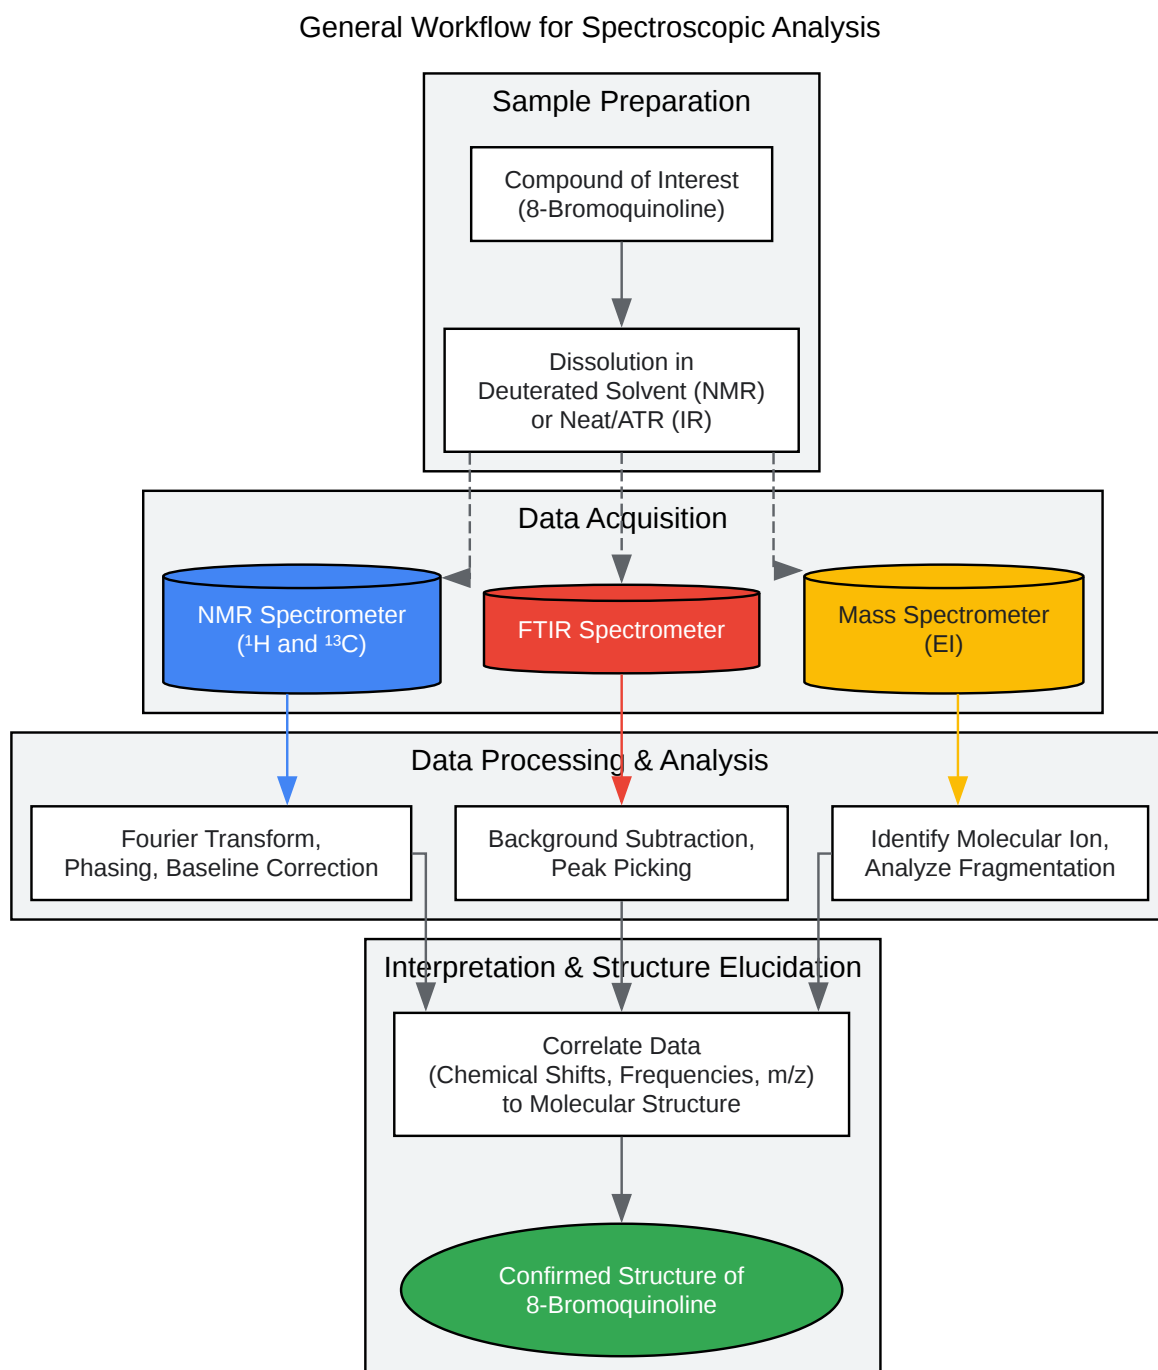 General Workflow for Spectroscopic Analysis
Sample Preparation
Compound of Interest
(8-Bromoquinoline)
Dissolution in
Deuterated Solvent (NMR)
or Neat/ATR (IR)
Data Acquisition
NMR Spectrometer
(¹H and ¹³C)
FTIR Spectrometer
Mass Spectrometer
(EI)
Data Processing & Analysis
Fourier Transform,
Phasing, Baseline Correction
Background Subtraction,
Peak Picking
Identify Molecular Ion,
Analyze Fragmentation
Interpretation & Structure Elucidation
Correlate Data
(Chemical Shifts, Frequencies, m/z)
to Molecular Structure
Confirmed Structure of
8-Bromoquinoline